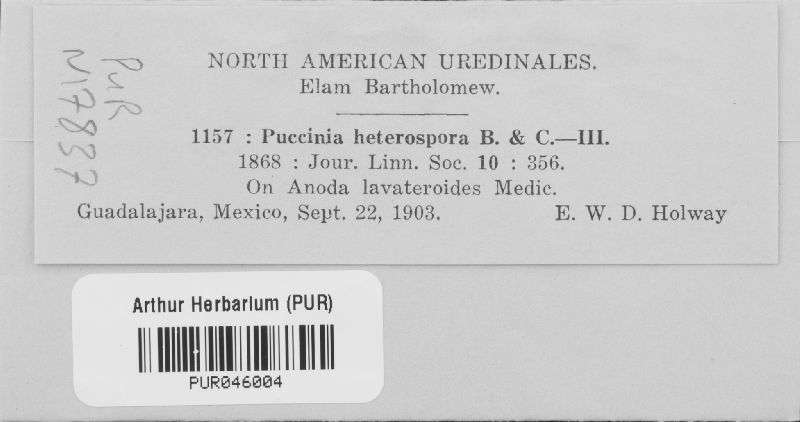 NORTH AMERICAN UREDINALES.
Elam Bartholomew.
1157 : Puccinia heterospora B. & C.—III.
1868 : Jour. Linn. Soc. 10 : 356.
On Anoda lavateroides Medic.
Guadalajara, Mexico, Sept. 22, 1903. E. W. D. Holway
PUR
N17837
Arthur Herbarium (PUR)
PUR046004